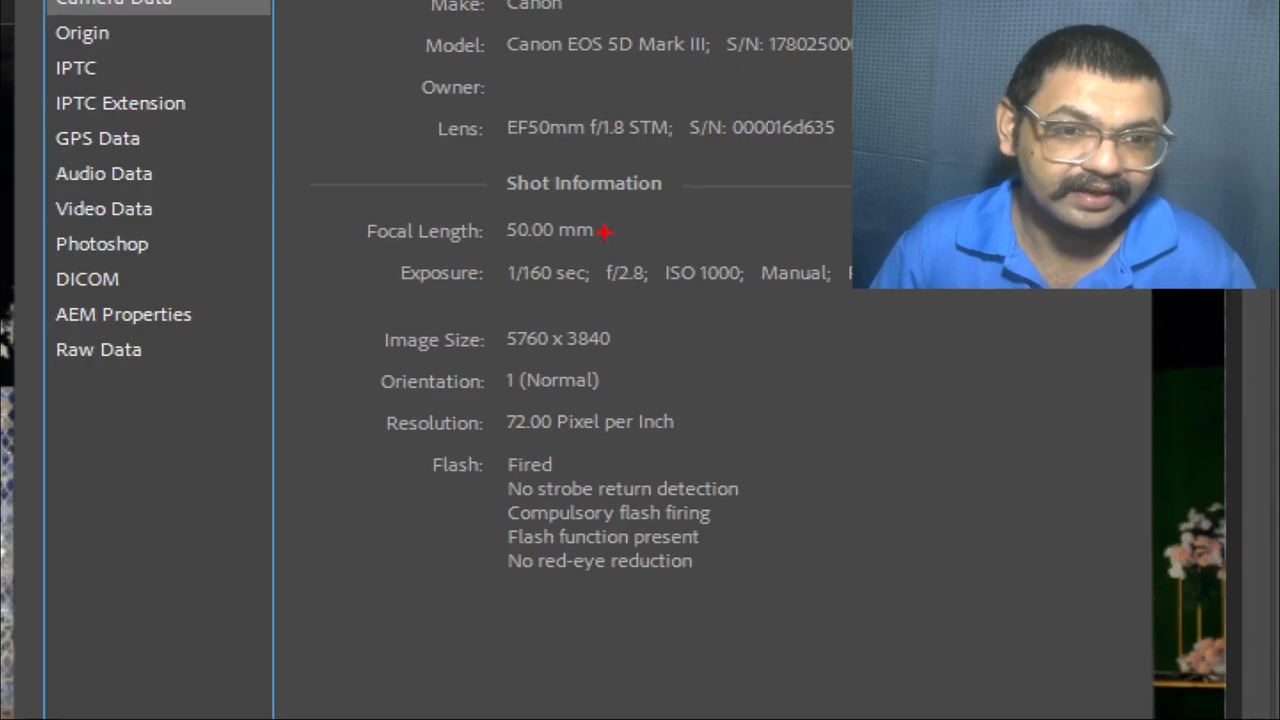 Camera Data
Origin
IPTC
IPTC Extension
GPS Data
Audio Data
Video Data
Photoshop
DICOM
AEM Properties
Raw Data
Make: Canon
Model: Canon EOS 5D Mark III; S/N: 17802500
Owner:
Lens: EF50mm f/1.8 STM; S/N: 000016d635
Shot Information
Focal Length: 50.00 mm
Exposure: 1/160 sec; f/2.8; ISO 1000; Manual;
Image Size: 5760 x 3840
Orientation: 1 (Normal)
Resolution: 72.00 Pixel per Inch
Flash: Fired
No strobe return detection
Compulsory flash firing
Flash function present
No red-eye reduction